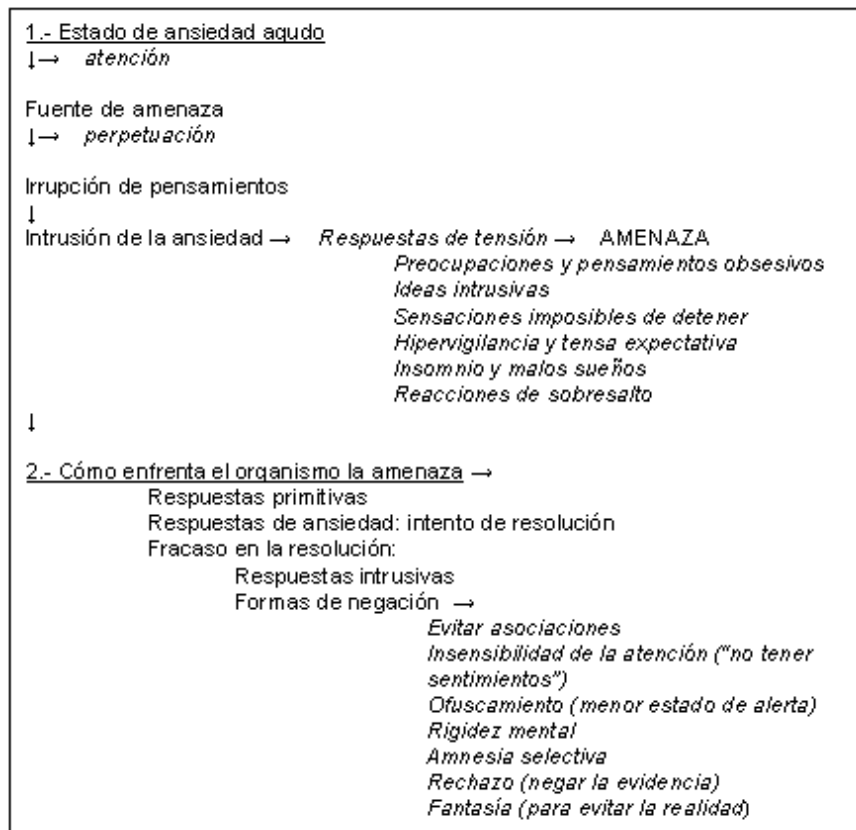 1.- Estado de ansiedad agudo
↓→ atención
Fuente de amenaza
↓→ perpetuación
Irrupción de pensamientos
↓
Intrusión de la ansiedad → Respuestas de tensión → AMENAZA
Preocupaciones y pensamientos obsesivos
Ideas intrusivas
Sensaciones imposibles de detener
Hipervigilancia y tensa expectativa
Insomnio y malos sueños
Reacciones de sobresalto
↓
2.- Cómo enfrenta el organismo la amenaza →
Respuestas primitivas
Respuestas de ansiedad: intento de resolución
Fracaso en la resolución:
Respuestas intrusivas
Formas de negación →
Evitar asociaciones
Insensibilidad de la atención ("no tener
sentimientos")
Ofuscamiento (menor estado de alerta)
Rigidez mental
Amnesia selectiva
Rechazo (negar la evidencia)
Fantasía (para evitar la realidad)